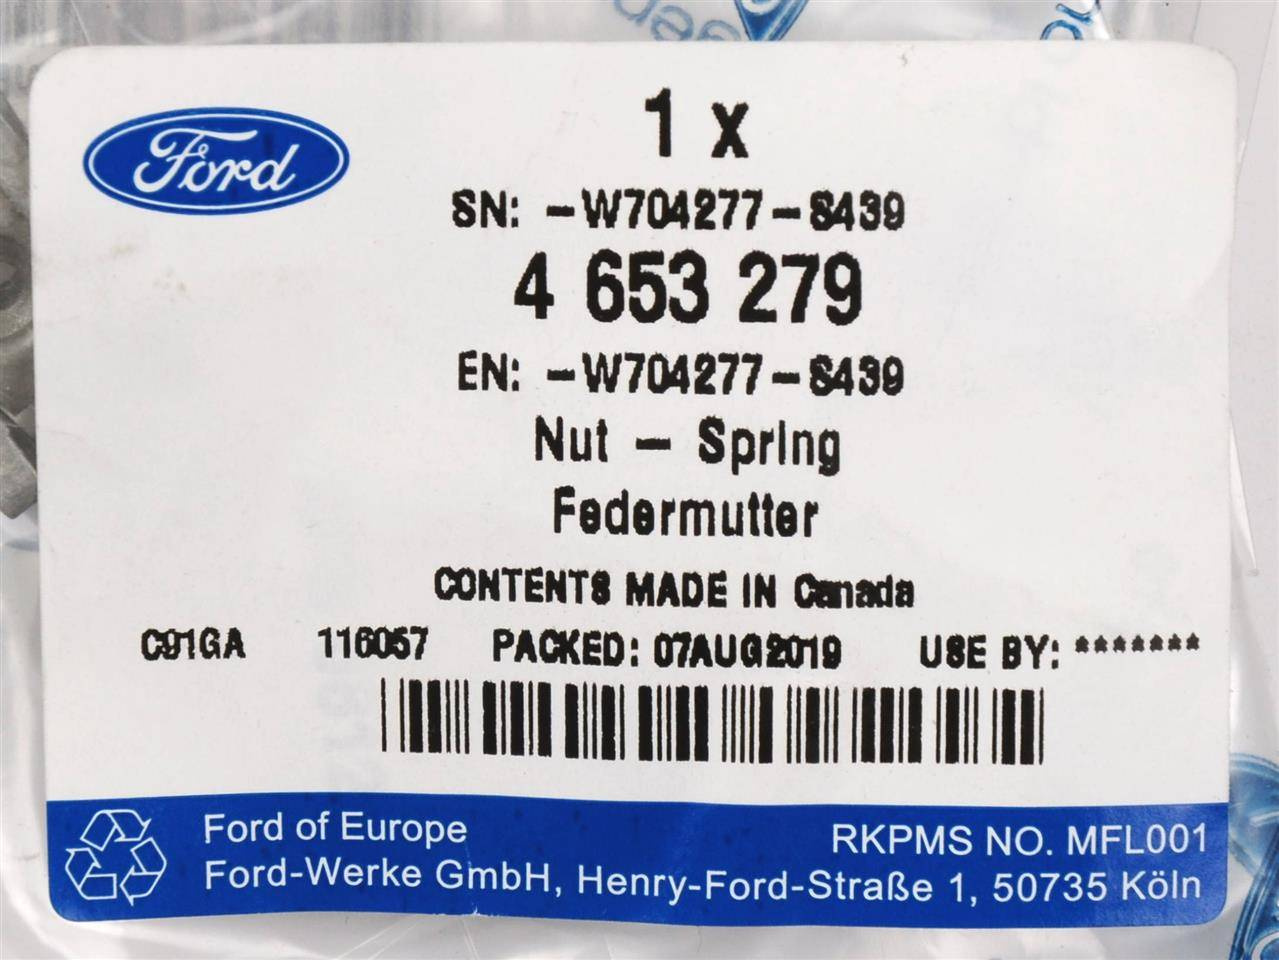 Ford
1 x
SN: -W704277-S439
4 653 279
EN: -W704277-S439
Nut - Spring
Federmutter
CONTENTS MADE IN Canada
C91GA 116057 PACKED: 07AUG2019 USE BY: *******
Ford of Europe
RKPMS NO. MFL001
Ford-Werke GmbH, Henry-Ford-Straße 1, 50735 Köln